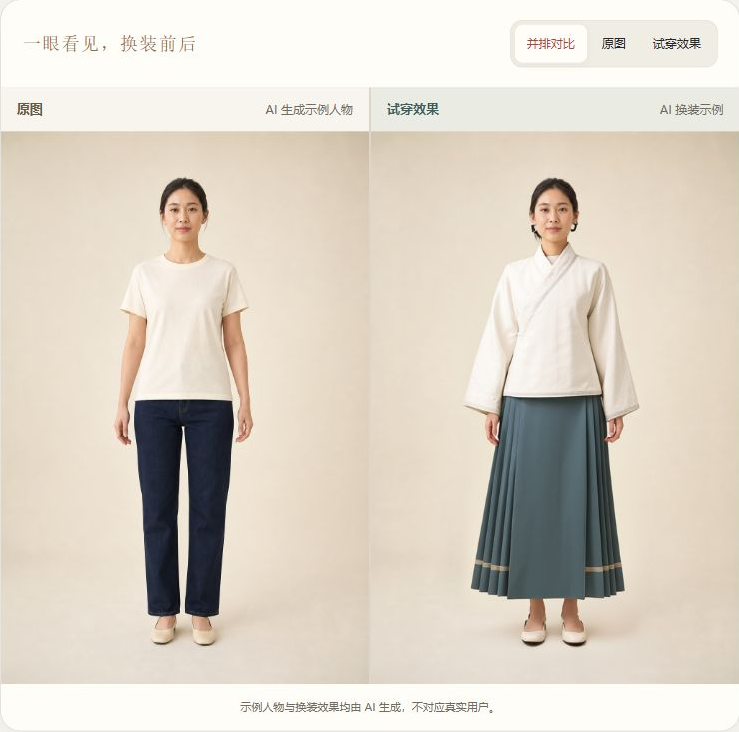 一眼看见，换装前后
并排对比 原图 试穿效果
原图 AI 生成示例人物
试穿效果 AI 换装示例
示例人物与换装效果均由 AI 生成，不对应真实用户。